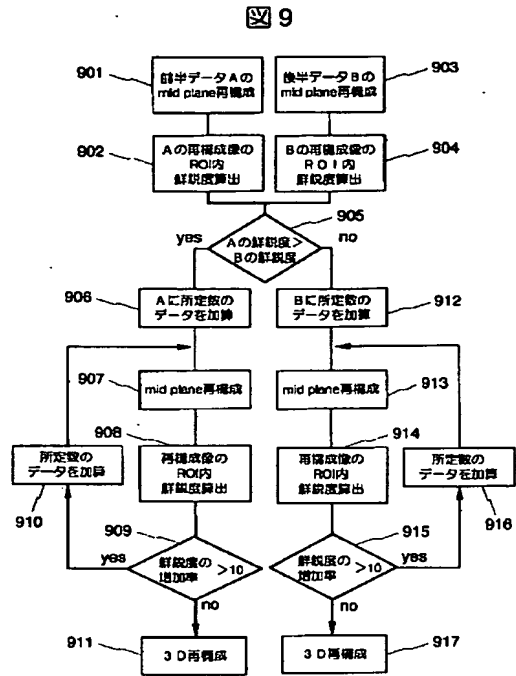 図9
901
前半データAの
mid plane再構成
903
後半データBの
mid plane再構成
902
Aの再構成像の
ROI内
鮮鋭度算出
904
Bの再構成像の
ROI内
鮮鋭度算出
905
Aの鮮鋭度>
Bの鮮鋭度
yes
no
906
Aに所定数の
データを加算
912
Bに所定数の
データを加算
907
mid plane再構成
913
mid plane再構成
908
再構成像の
ROI内
鮮鋭度算出
914
再構成像の
ROI内
鮮鋭度算出
所定数の
データを加算
910
所定数の
データを加算
916
909
鮮鋭度の
増加率 >10
yes
no
915
鮮鋭度の
増加率 >10
yes
no
911
3D再構成
917
3D再構成